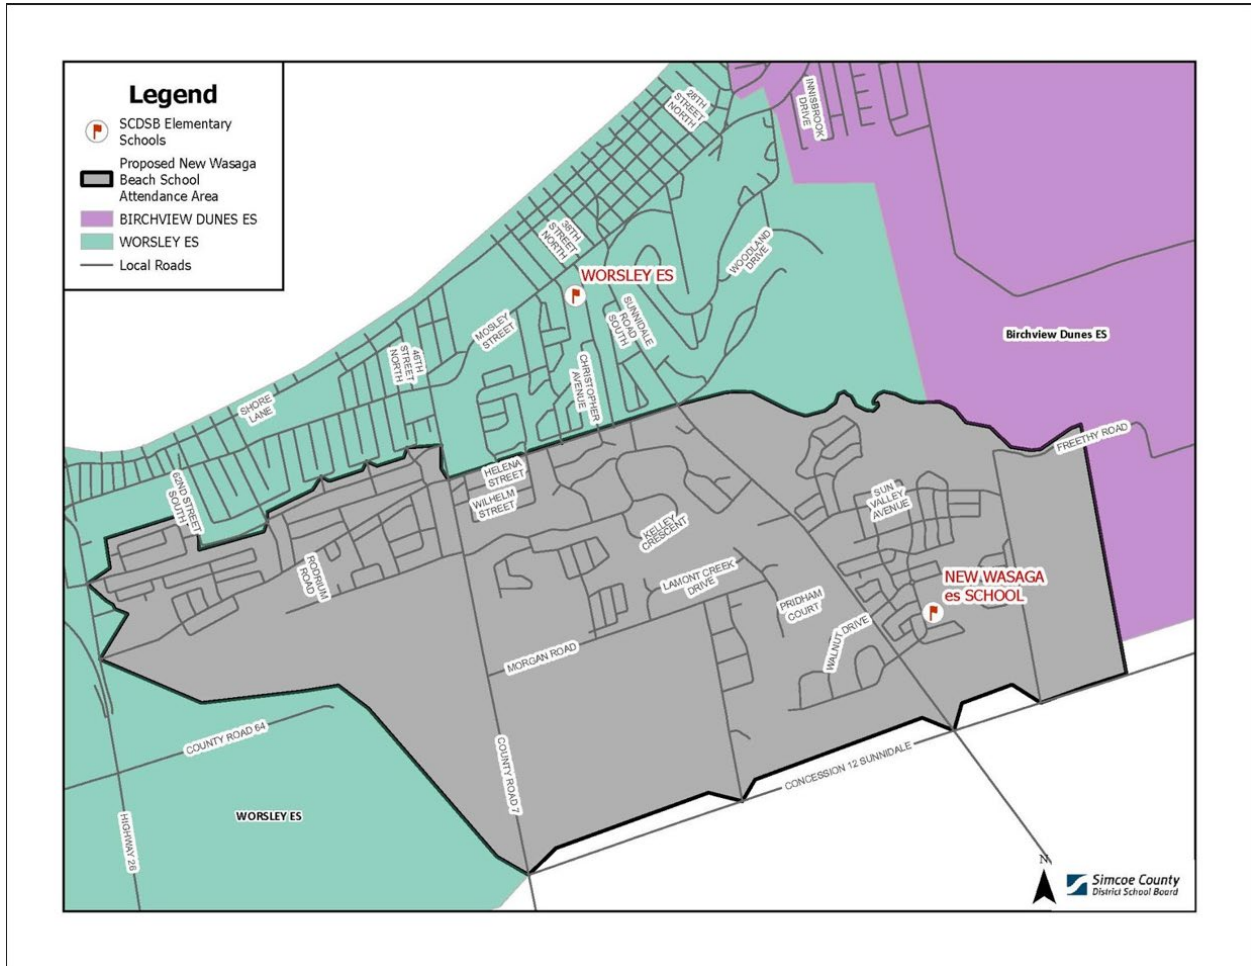 Legend
SCDSB Elementary
Schools
Proposed New Wasaga
Beach School
Attendance Area
BIRCHVIEW DUNES ES
WORSLEY ES
Local Roads
28TH
STREET
NORTH
INNISBROOK
DRIVE
38TH
STREET
NORTH
WOODLAND
DRIVE
WORSLEY ES
SUNNIDALE
ROAD
SOUTH
MOSLEY
STREET
46TH
STREET
NORTH
CHRISTOPHER
AVENUE
SHORE
LANE
Birchview Dunes ES
FREETHY ROAD
62ND STREET
SOUTH
HELENA
STREET
WILHELM
STREET
SUN
VALLEY
AVENUE
KELLEY
CRESCENT
RODRIUM
ROAD
LAMONT CREEK
DRIVE
NEW WASAGA
es SCHOOL
PRIDHAM
COURT
WALNUT DRIVE
MORGAN ROAD
COUNTY ROAD 64
COUNTY ROAD 7
CONCESSION 12 SUNNIDALE
HIGHWAY 26
WORSLEY ES
N
Simcoe County
District School Board